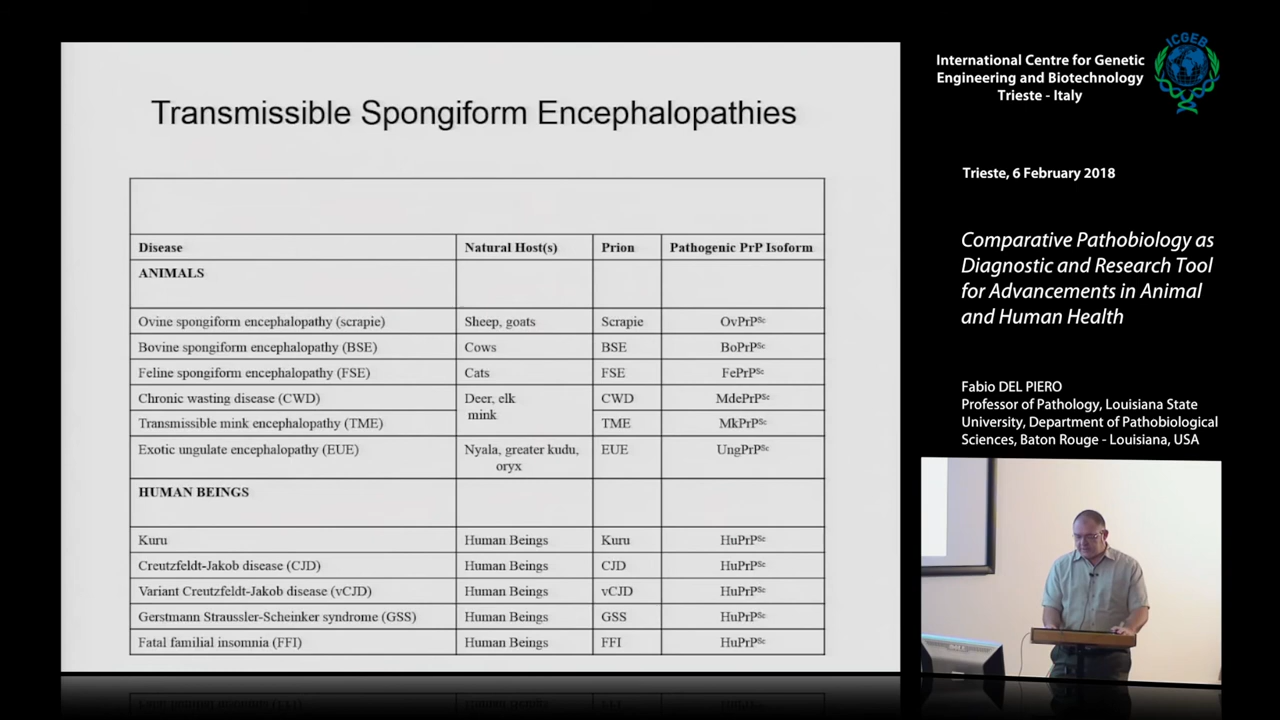 Transmissible Spongiform Encephalopathies
Disease Natural Host(s) Prion Pathogenic PrP Isoform
ANIMALS
Ovine spongiform encephalopathy (scrapie) Sheep, goats Scrapie OvPrPSc
Bovine spongiform encephalopathy (BSE) Cows BSE BoPrPSc
Feline spongiform encephalopathy (FSE) Cats FSE FePrPSc
Chronic wasting disease (CWD) Deer, elk CWD MdePrPSc
mink
Transmissible mink encephalopathy (TME) TME MkPrPSc
Exotic ungulate encephalopathy (EUE) Nyala, greater kudu, EUE UngPrPSc
oryx
HUMAN BEINGS
Kuru Human Beings Kuru HuPrPSc
Creutzfeldt-Jakob disease (CJD) Human Beings CJD HuPrPSc
Variant Creutzfeldt-Jakob disease (vCJD) Human Beings vCJD HuPrPSc
Gerstmann Straussler-Scheinker syndrome (GSS) Human Beings GSS HuPrPSc
Fatal familial insomnia (FFI) Human Beings FFI HuPrPSc
ICGEB
International Centre for Genetic
Engineering and Biotechnology
Trieste - Italy
Trieste, 6 February 2018
Comparative Pathobiology as
Diagnostic and Research Tool
for Advancements in Animal
and Human Health
Fabio DEL PIERO
Professor of Pathology, Louisiana State
University, Department of Pathobiological
Sciences, Baton Rouge - Louisiana, USA